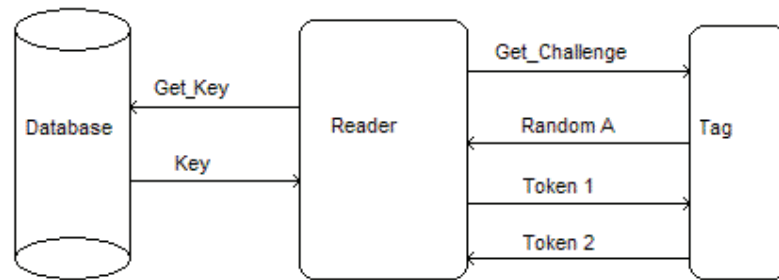 Get_Challenge
Get_Key
Database
Reader
Random A
Tag
Key
Token 1
Token 2